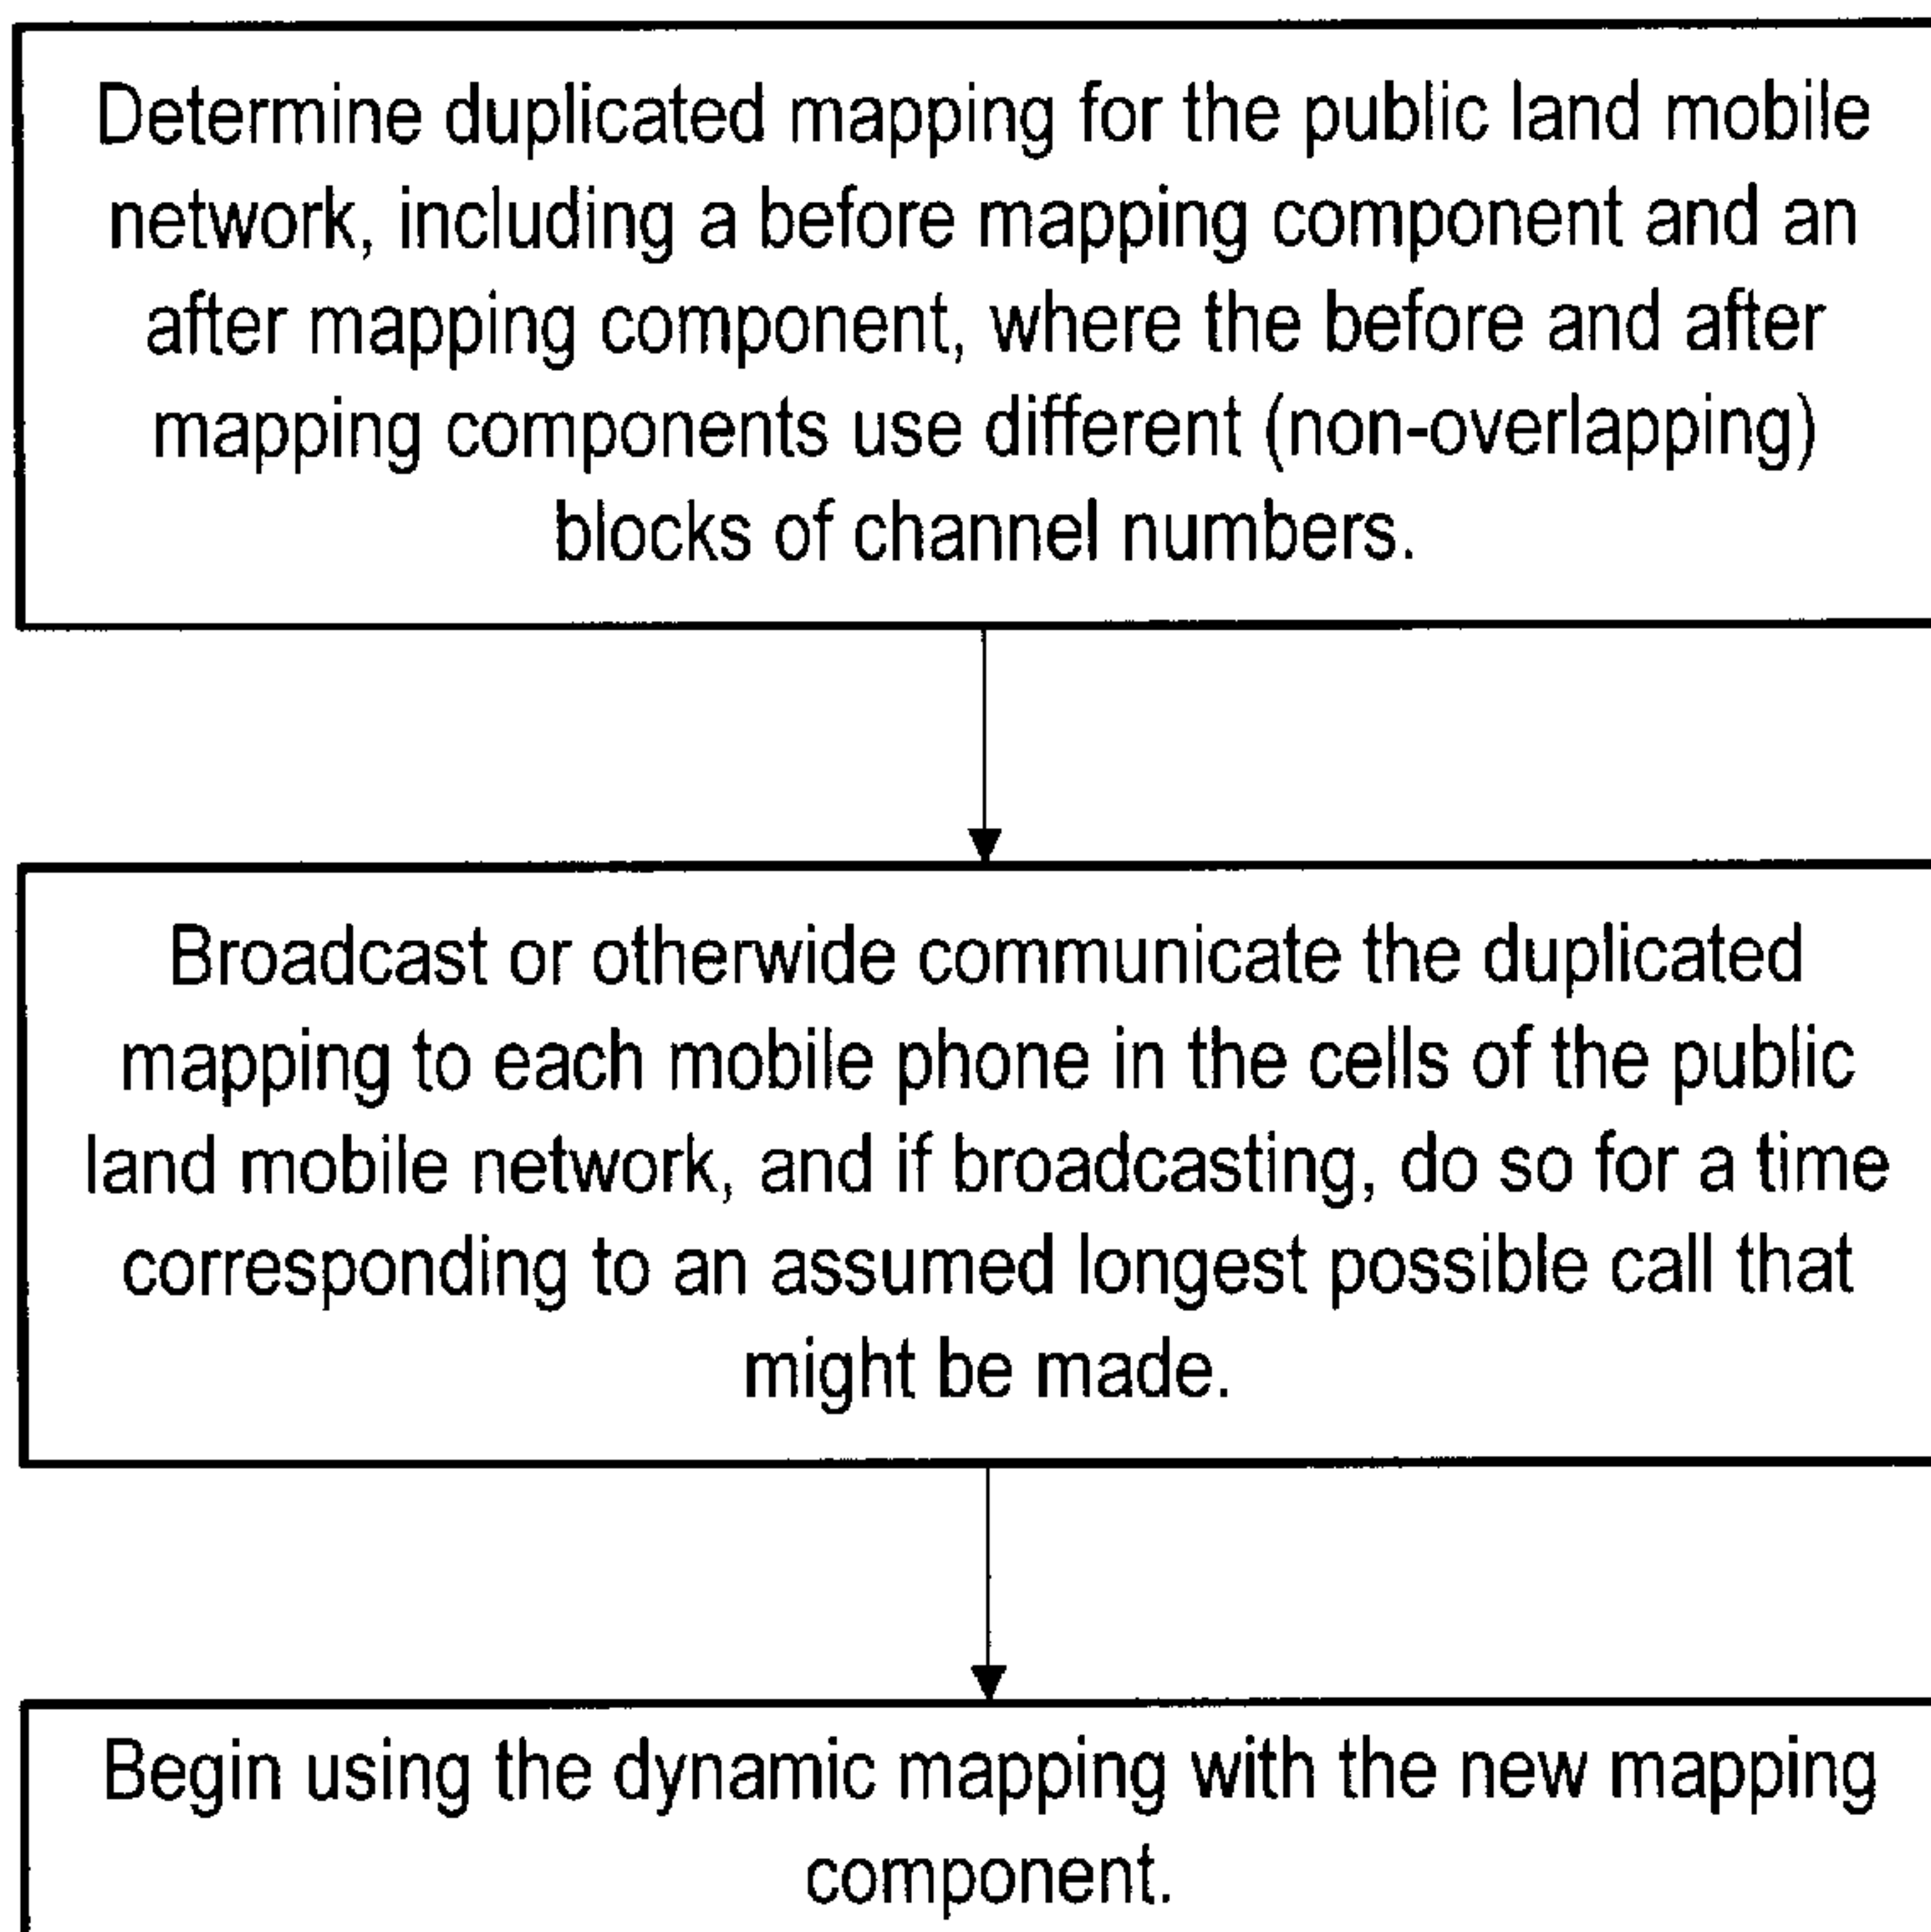 Determine duplicated mapping for the public land mobile
network, including a before mapping component and an
after mapping component, where the before and after
mapping components use different (non-overlapping)
blocks of channel numbers.
Broadcast or otherwide communicate the duplicated
mapping to each mobile phone in the cells of the public
land mobile network, and if broadcasting, do so for a time
corresponding to an assumed longest possible call that
might be made.
Begin using the dynamic mapping with the new mapping
component.